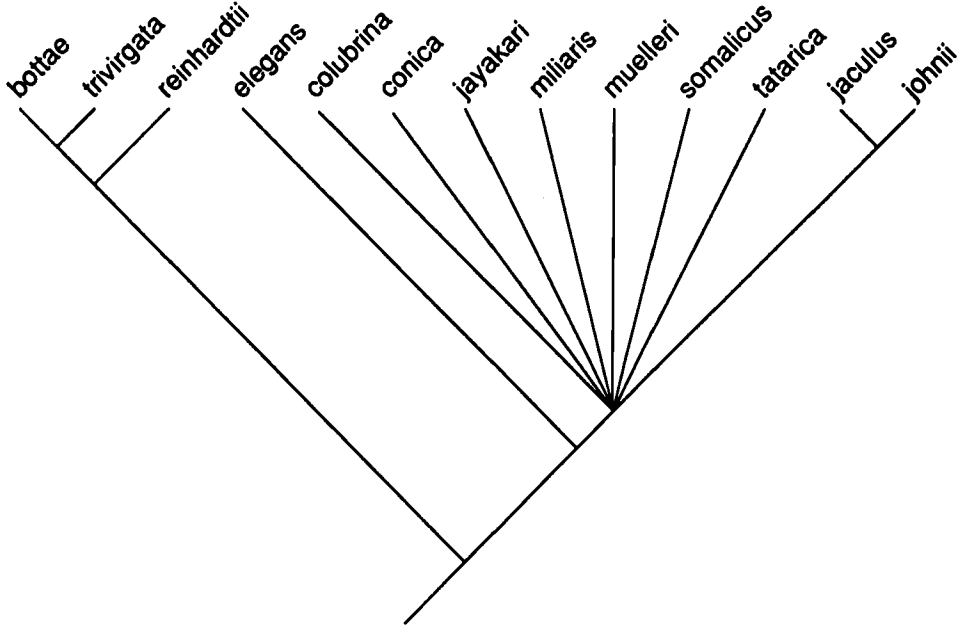 bottae
trivirgata
reinhardtii
elegans
colubrina
conica
jayakari
miliaris
muelleri
somalicus
tatarica
jaculus
johnii